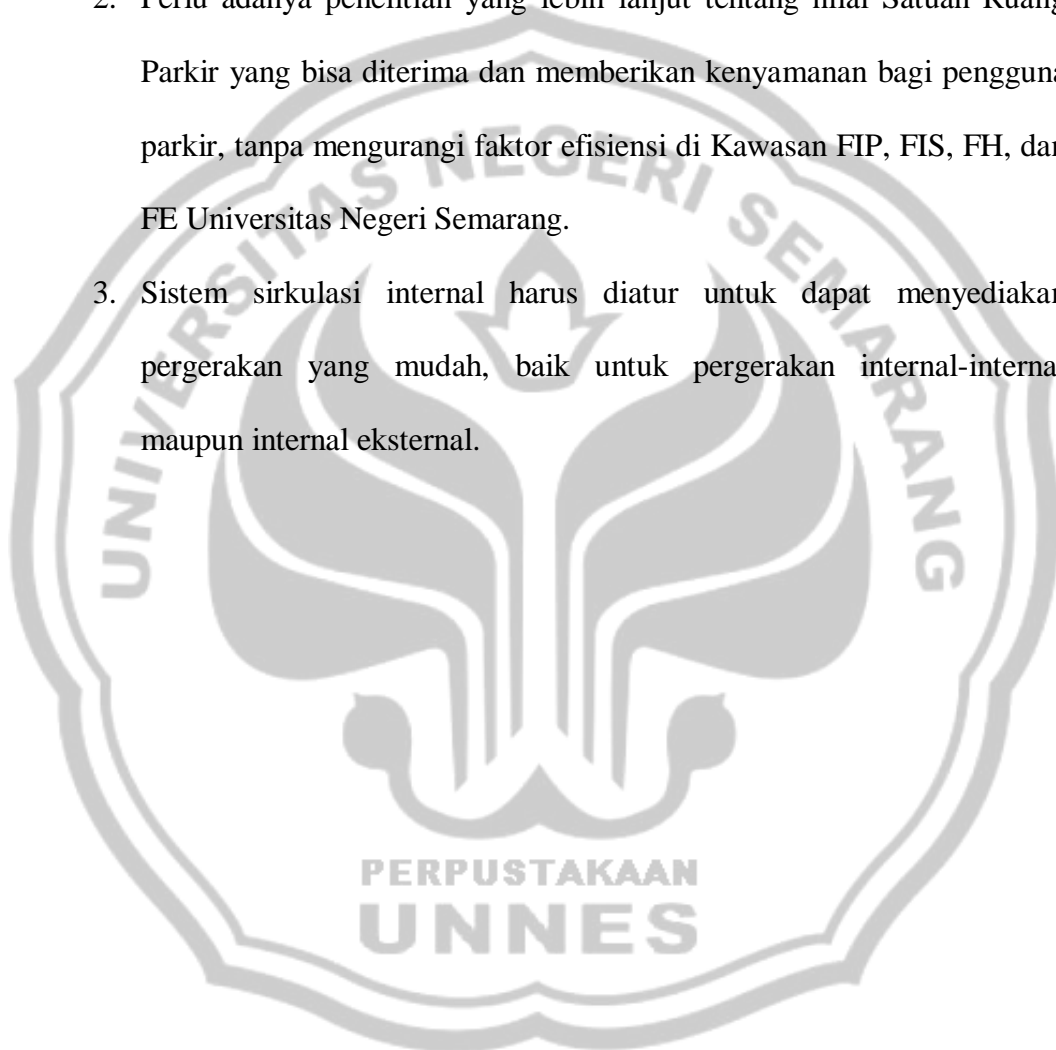 2. Perlu adanya penelitian yang lebih lanjut tentang nilai Satuan Ruang
Parkir yang bisa diterima dan memberikan kenyamanan bagi pengguna
parkir, tanpa mengurangi faktor efisiensi di Kawasan FIP, FIS, FH, dan
FE Universitas Negeri Semarang.
3. Sistem sirkulasi internal harus diatur untuk dapat menyediakan
pergerakan yang mudah, baik untuk pergerakan internal-internal
maupun internal eksternal.
UNIVERSITAS NEGERI SEMARANG
PERPUSTAKAAN
UNNES